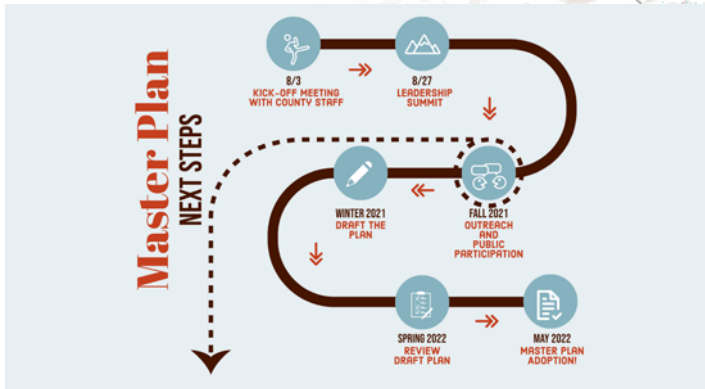 Master Plan
NEXT STEPS
8/3
KICK-OFF MEETING
WITH COUNTY STAFF
8/27
LEADERSHIP
SUMMIT
FALL 2021
OUTREACH
AND
PUBLIC
PARTICIPATION
WINTER 2021
DRAFT THE
PLAN
SPRING 2022
REVIEW
DRAFT PLAN
MAY 2022
MASTER PLAN
ADOPTION!